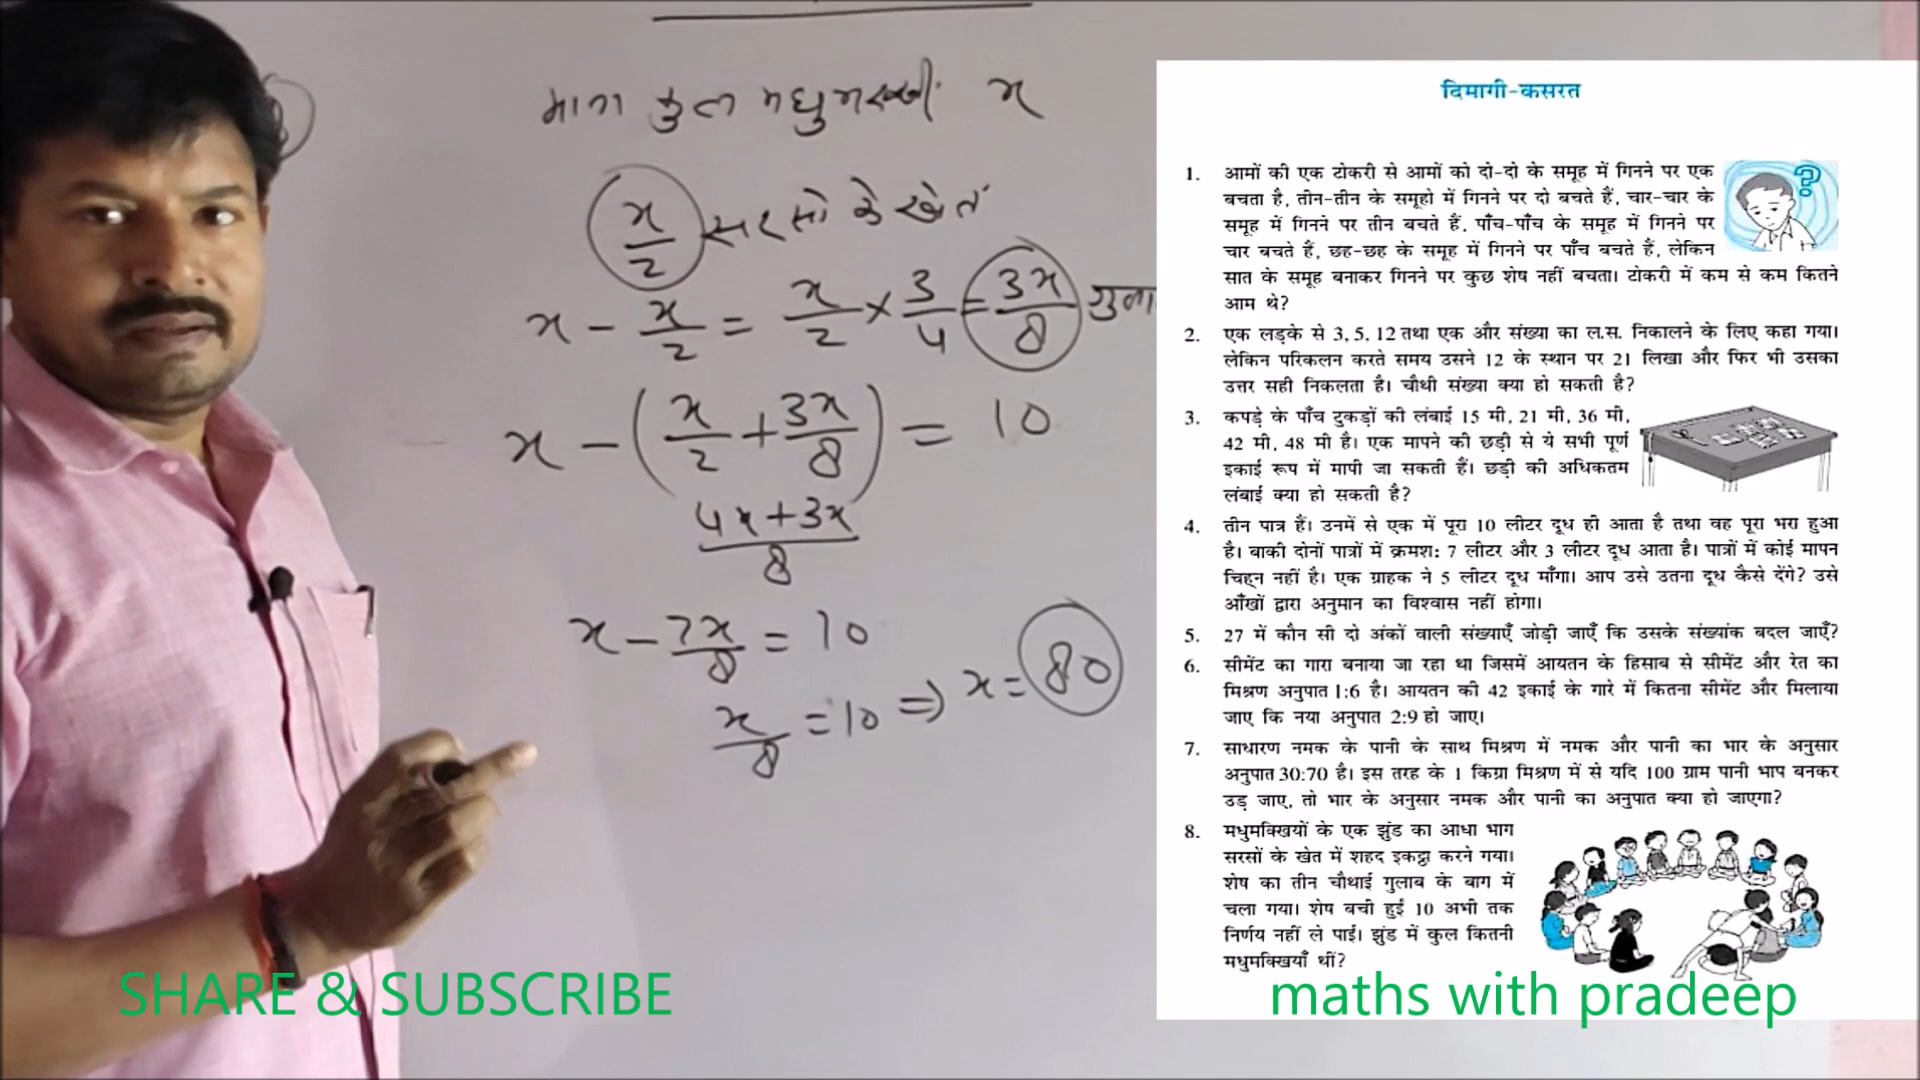 माना कुल मधुमख्खी x
x/2 सरसो के खेत
x - x/2 = x/2 × 3/4 = 3x/8 गुला
x - (x/2 + 3x/8) = 10
4x+3x/8
x - 7x/8 = 10
x/8 = 10 ⇒ x = 80
दिमागी-कसरत
1. आमों की एक टोकरी से आमों को दो-दो के समूह में गिनने पर एक
बचता है, तीन-तीन के समूहो में गिनने पर दो बचते हैं, चार-चार के
समूह में गिनने पर तीन बचते हैं, पाँच-पाँच के समूह में गिनने पर
चार बचते हैं, छह-छह के समूह में गिनने पर पाँच बचते हैं, लेकिन
सात के समूह बनाकर गिनने पर कुछ शेष नहीं बचता। टोकरी में कम से कम कितने
आम थे?
2. एक लड़के से 3, 5, 12 तथा एक और संख्या का ल.स. निकालने के लिए कहा गया।
लेकिन परिकलन करते समय उसने 12 के स्थान पर 21 लिखा और फिर भी उसका
उत्तर सही निकलता है। चौथी संख्या क्या हो सकती है?
3. कपड़े के पाँच टुकड़ों की लंबाई 15 मी, 21 मी, 36 मी,
42 मी, 48 मी है। एक मापने की छड़ी से ये सभी पूर्ण
इकाई रूप में मापी जा सकती हैं। छड़ी की अधिकतम
लंबाई क्या हो सकती है?
4. तीन पात्र हैं। उनमें से एक में पूरा 10 लीटर दूध ही आता है तथा वह पूरा भरा हुआ
है। बाकी दोनों पात्रों में क्रमश: 7 लीटर और 3 लीटर दूध आता है। पात्रों में कोई मापन
चिह्न नहीं है। एक ग्राहक ने 5 लीटर दूध माँगा। आप उसे उतना दूध कैसे देंगे? उसे
आँखों द्वारा अनुमान का विश्वास नहीं होगा।
5. 27 में कौन सी दो अंकों वाली संख्याएँ जोड़ी जाएँ कि उसके संख्यांक बदल जाएँ?
6. सीमेंट का गारा बनाया जा रहा था जिसमें आयतन के हिसाब से सीमेंट और रेत का
मिश्रण अनुपात 1:6 है। आयतन की 42 इकाई के गारे में कितना सीमेंट और मिलाया
जाए कि नया अनुपात 2:9 हो जाए।
7. साधारण नमक के पानी के साथ मिश्रण में नमक और पानी का भार के अनुसार
अनुपात 30:70 है। इस तरह के 1 किग्रा मिश्रण में से यदि 100 ग्राम पानी भाप बनकर
उड़ जाए, तो भार के अनुसार नमक और पानी का अनुपात क्या हो जाएगा?
8. मधुमक्खियों के एक झुंड का आधा भाग
सरसों के खेत में शहद इकट्ठा करने गया।
शेष का तीन चौथाई गुलाब के बाग में
चला गया। शेष बची हुई 10 अभी तक
निर्णय नहीं ले पाई। झुंड में कुल कितनी
मधुमक्खियाँ थीं?
SHARE & SUBSCRIBE
maths with pradeep